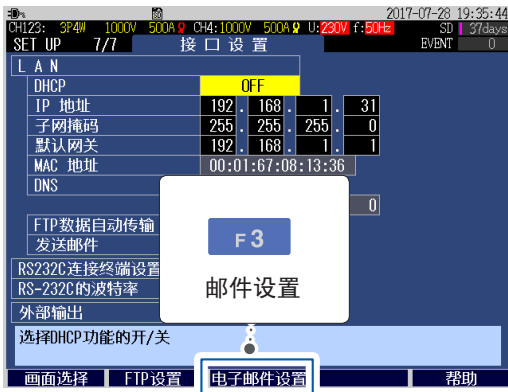 2017-07-28 19:35:44
CH123: 3P4W 1000V 500A CH4:1000V 500A U:230V f:50Hz SD 37days
SET UP 7/7 接口设置 EVENT 0
LAN
DHCP OFF
IP 地址 192. 168. 1. 31
子网掩码 255. 255. 255. 0
默认网关 192. 168. 1. 1
MAC 地址 00:01:67:08:13:36
DNS
0
FTP数据自动传输
发送邮件
F3
邮件设置
RS232C连接终端设置
RS-232C的波特率
外部输出
选择DHCP功能的开/关
画面选择 FTP设置 电子邮件设置 帮助